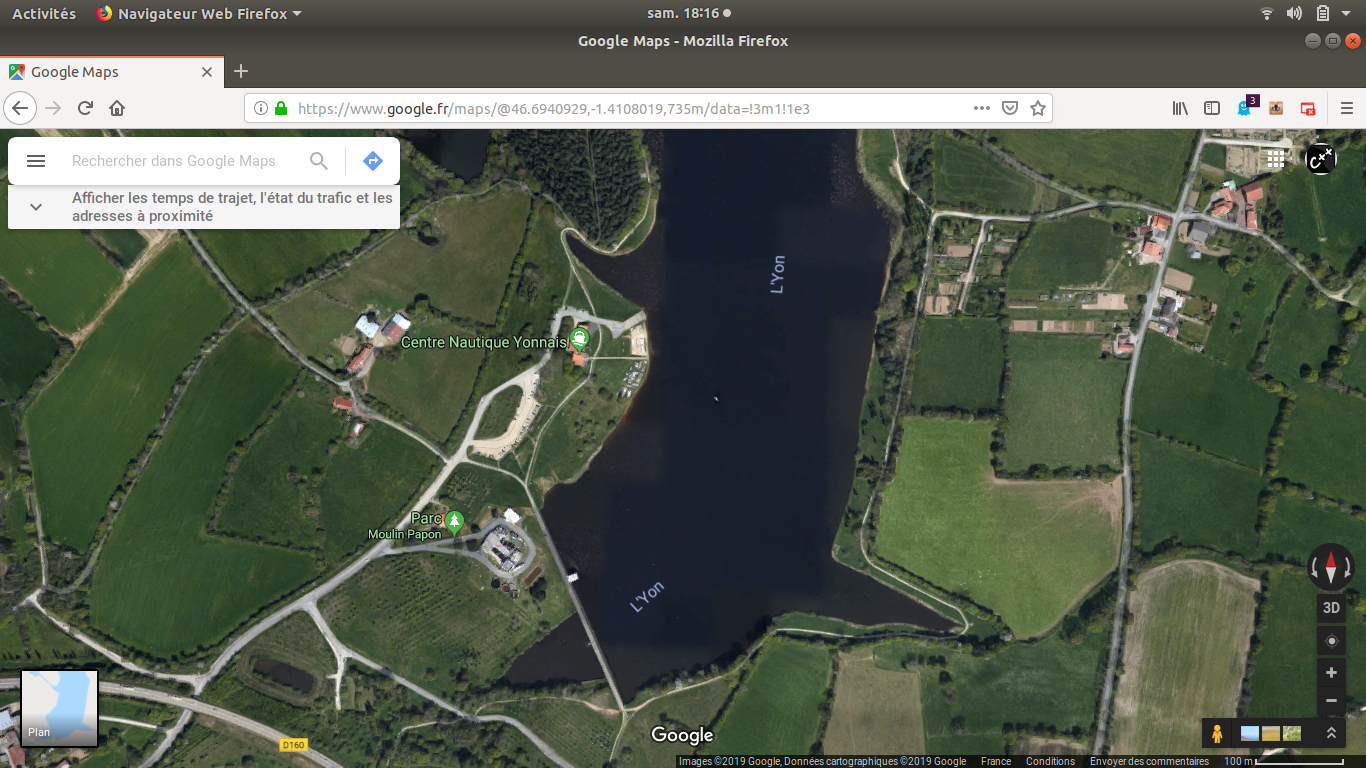 Activités
Navigateur Web Firefox
sam. 18:16
Google Maps - Mozilla Firefox
Google Maps
https://www.google.fr/maps/@46.6940929,-1.4108019,735m/data=!3m1!1e3
3
Rechercher dans Google Maps
Afficher les temps de trajet, l'état du trafic et les
adresses à proximité
L'Yon
Centre Nautique Yonnais
Parc
Moulin Papon
L'Yon
3D
Plan
D160
Google
Images ©2019 Google, Données cartographiques ©2019 Google
France
Conditions
Envoyer des commentaires
100 m